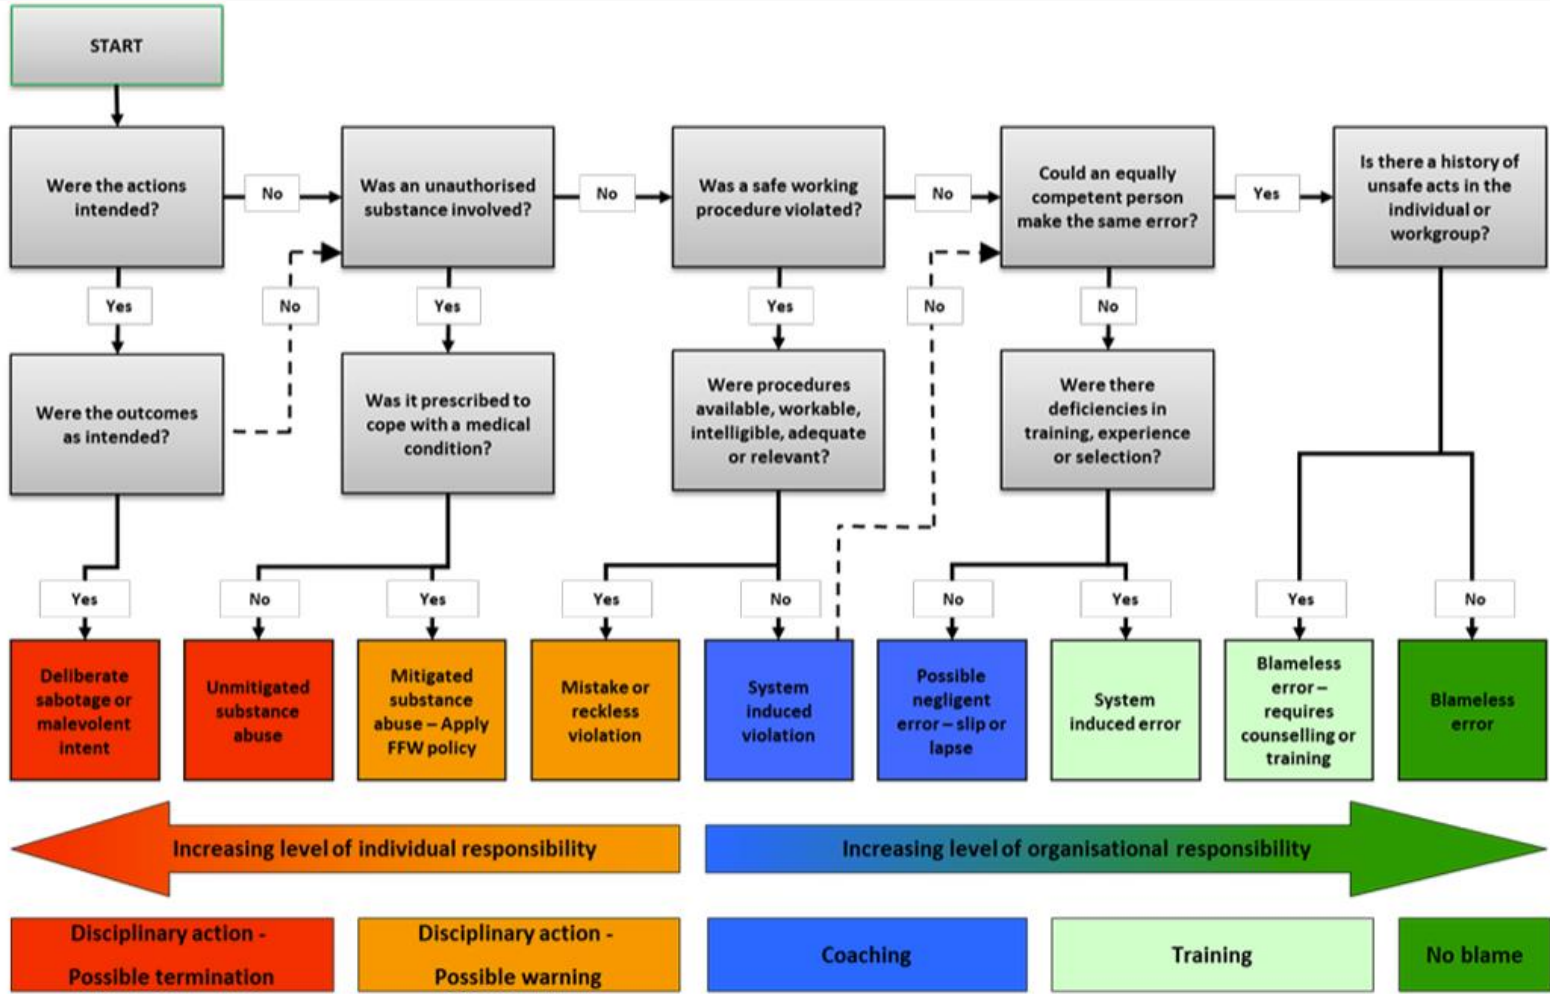 START
Were the actions
intended?
No
Was an unauthorised
substance involved?
No
Was a safe working
procedure violated?
No
Could an equally
competent person
make the same error?
Yes
Is there a history of
unsafe acts in the
individual or
workgroup?
Yes
No
Yes
Yes
No
No
Were the outcomes
as intended?
Was it prescribed to
cope with a medical
condition?
Were procedures
available, workable,
intelligible, adequate
or relevant?
Were there
deficiencies in
training, experience
or selection?
Yes
No
Yes
Yes
No
No
Yes
Yes
No
Deliberate
sabotage or
malevolent
intent
Unmitigated
substance
abuse
Mitigated
substance
abuse – Apply
FFW policy
Mistake or
reckless
violation
System
induced
violation
Possible
negligent
error – slip or
lapse
System
induced error
Blameless
error –
requires
counselling or
training
Blameless
error
Increasing level of individual responsibility
Increasing level of organisational responsibility
Disciplinary action -
Possible termination
Disciplinary action -
Possible warning
Coaching
Training
No blame